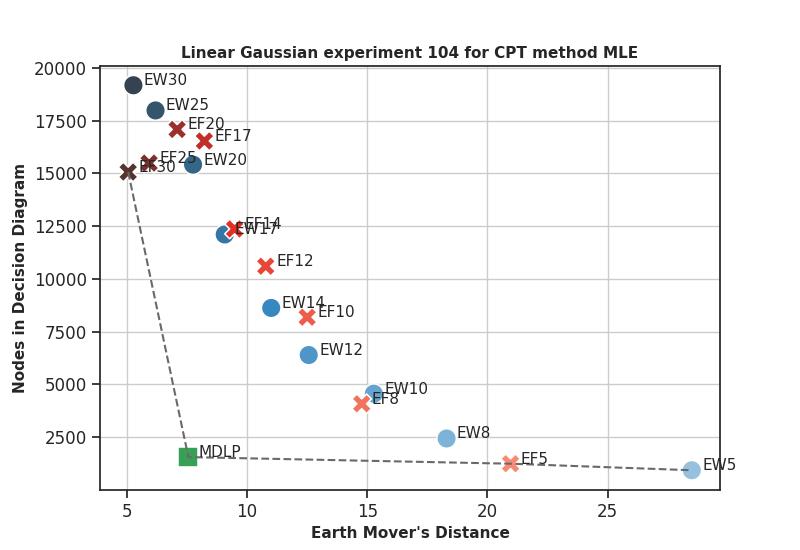 Linear Gaussian experiment 104 for CPT method MLE
Nodes in Decision Diagram
20000
17500
15000
12500
10000
7500
5000
2500
EW30
EW25
EF20
EF17
EF25
EW20
EF30
EF14
EW17
EF12
EW14
EF10
EW12
EW10
EF8
EW8
MDLP
EF5
EW5
5
10
15
20
25
Earth Mover's Distance